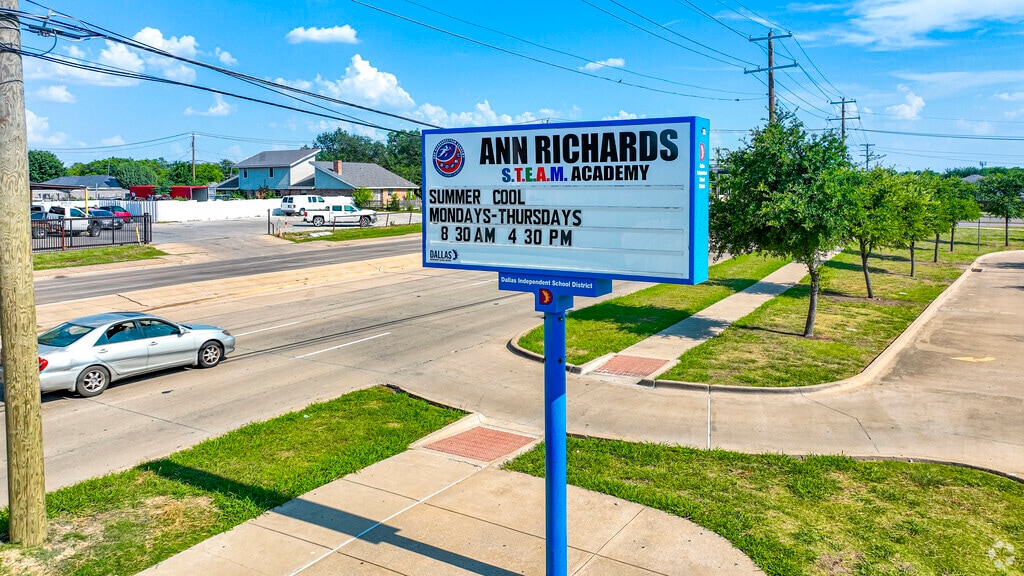 ANN RICHARDS
S.T.E.A.M. ACADEMY
SUMMER COOL
MONDAYS-THURSDAYS
8 30 AM 4 30 PM
DALLAS
Dallas Independent School District